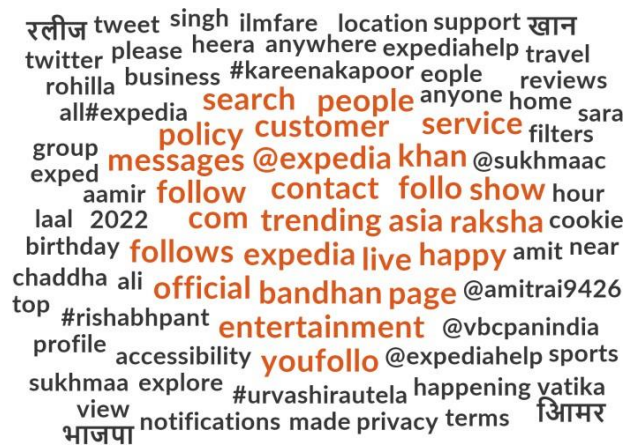 रलीज tweet singh ilmfare location support खान
twitter please heera anywhere expediahelp travel
rohilla business #kareenakapoor eople reviews
all#expedia search people anyone home sara
policy customer service filters
group messages @expedia khan @sukhmaac
exped aamir follow contact follo show hour
laal 2022 com trending asia raksha cookie
birthday follows expedia live happy amit near
chaddha ali official bandhan page @amitrai9426
top #rishabhpant entertainment @vbcpanindia
profile accessibility youfollo @expediahelp sports
sukhmaa explore #urvashirautela happening vatika
view notifications made privacy terms
भाजपा